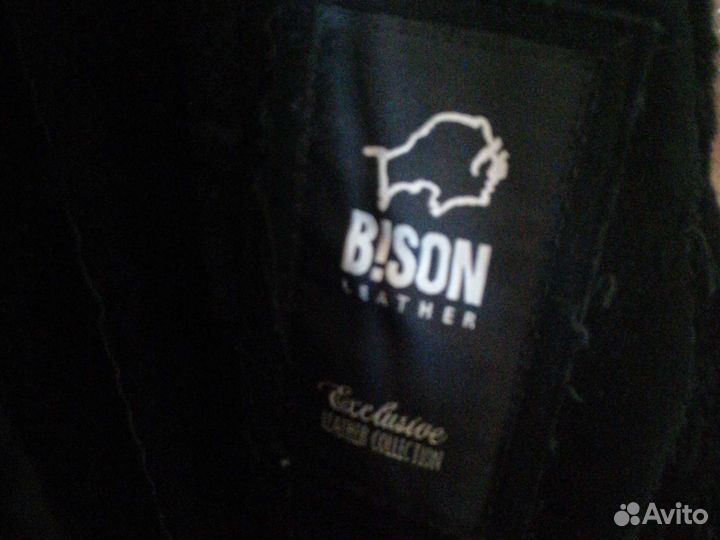 B!SON
LEATHER
Exclusive
LEATHER COLLECTION
Avito